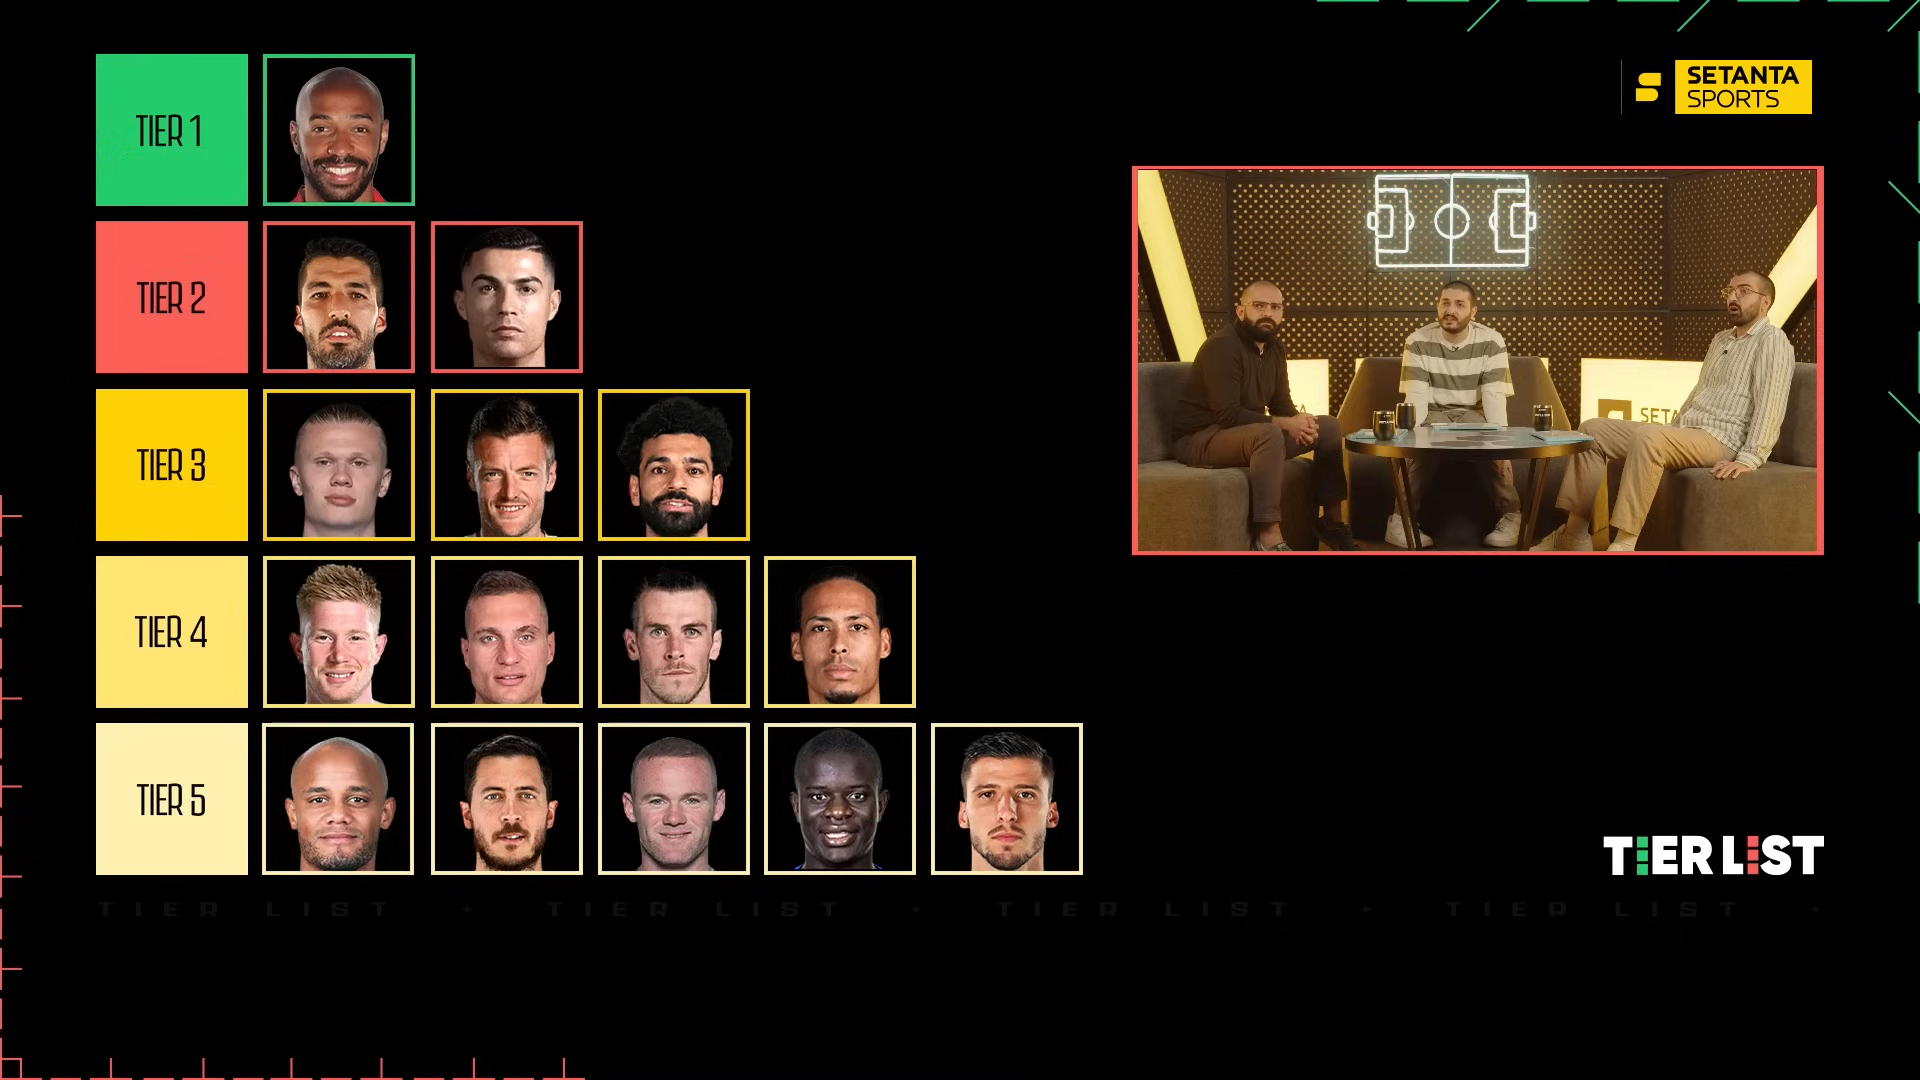 TIER 1
SETANTA
SPORTS
TIER 2
TIER 3
SETA
TIER 4
TIER 5
TIER LIST
TIER LIST TIER LIST TIER LIST TIER LIST